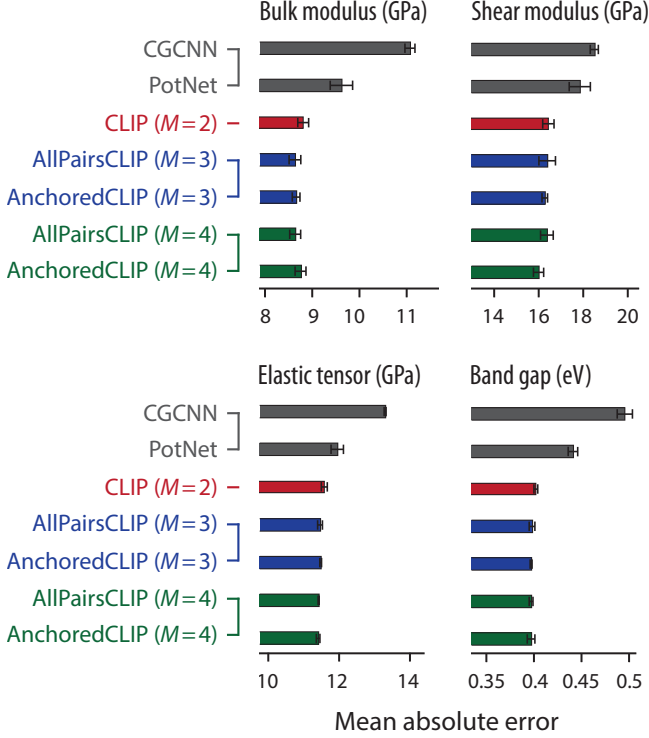 Bulk modulus (GPa) Shear modulus (GPa)
CGCNN
PotNet
CLIP (M=2)
AllPairsCLIP (M=3)
AnchoredCLIP (M=3)
AllPairsCLIP (M=4)
AnchoredCLIP (M=4)
8 9 10 11 14 16 18 20
Elastic tensor (GPa) Band gap (eV)
CGCNN
PotNet
CLIP (M=2)
AllPairsCLIP (M=3)
AnchoredCLIP (M=3)
AllPairsCLIP (M=4)
AnchoredCLIP (M=4)
10 12 14 0.35 0.4 0.45 0.5
Mean absolute error